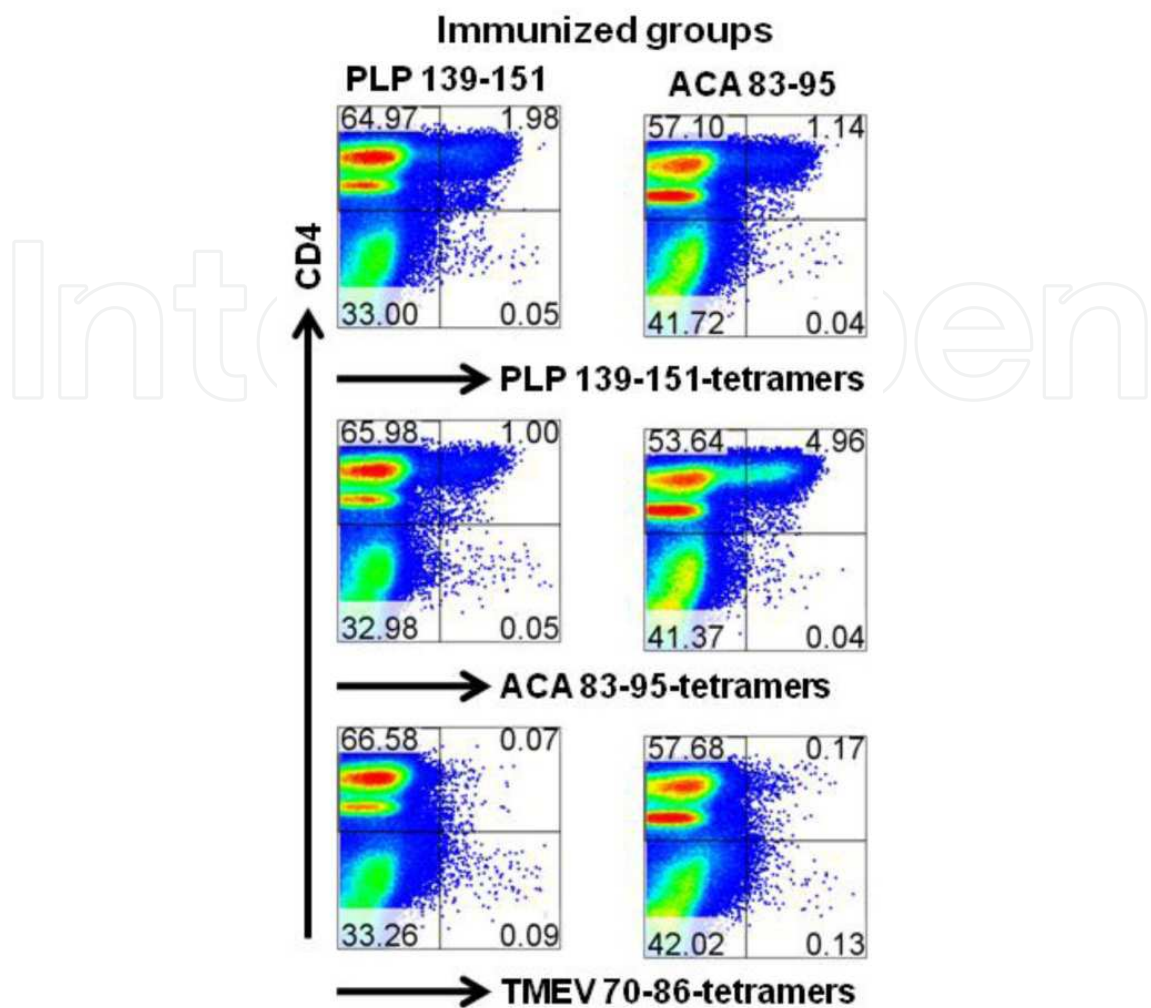 Immunized groups
PLP 139-151 ACA 83-95
64.97 1.98 57.10 1.14
33.00 0.05 41.72 0.04
CD4
PLP 139-151-tetramers
65.98 1.00 53.64 4.96
32.98 0.05 41.37 0.04
ACA 83-95-tetramers
66.58 0.07 57.68 0.17
33.26 0.09 42.02 0.13
TMEV 70-86-tetramers